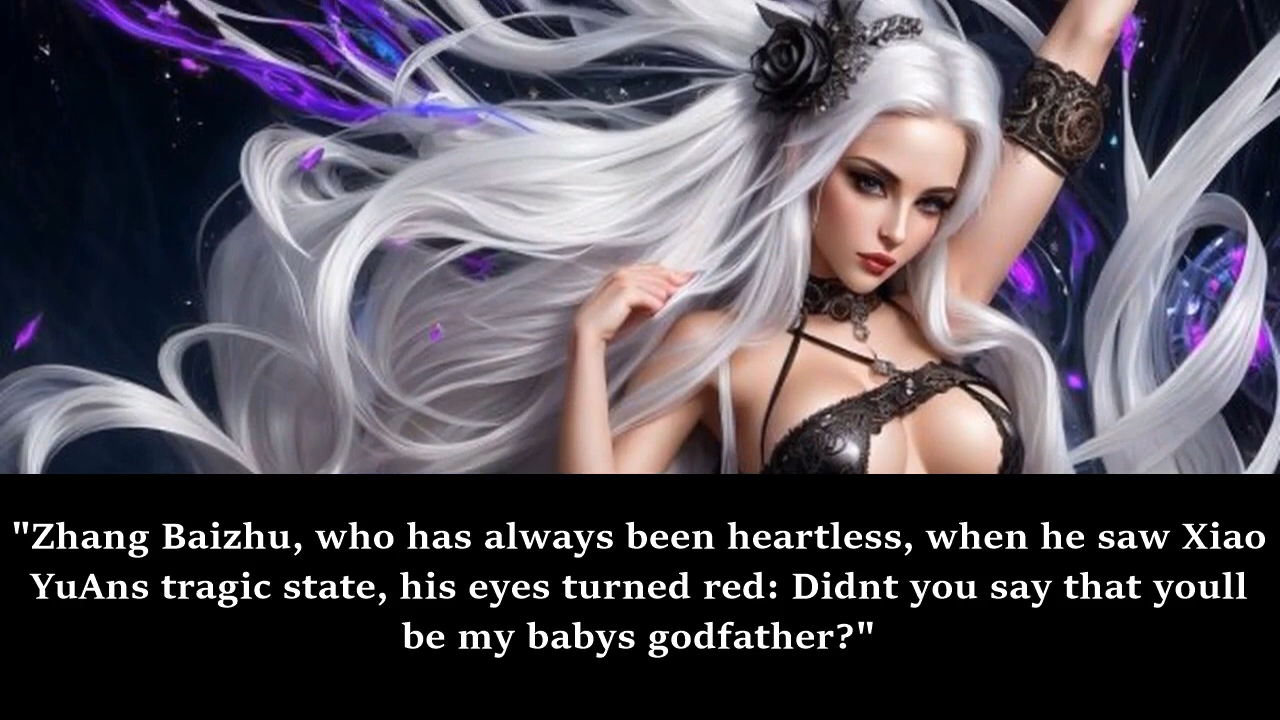 "Zhang Baizhu, who has always been heartless, when he saw Xiao
YuAns tragic state, his eyes turned red: Didnt you say that youll
be my babys godfather?"